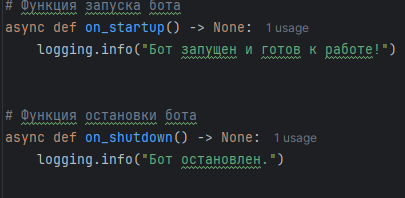 # Функция запуска бота
async def on_startup() -> None: 1 usage
logging.info("Бот запущен и готов к работе!")
# Функция остановки бота
async def on_shutdown() -> None: 1 usage
logging.info("Бот остановлен.")